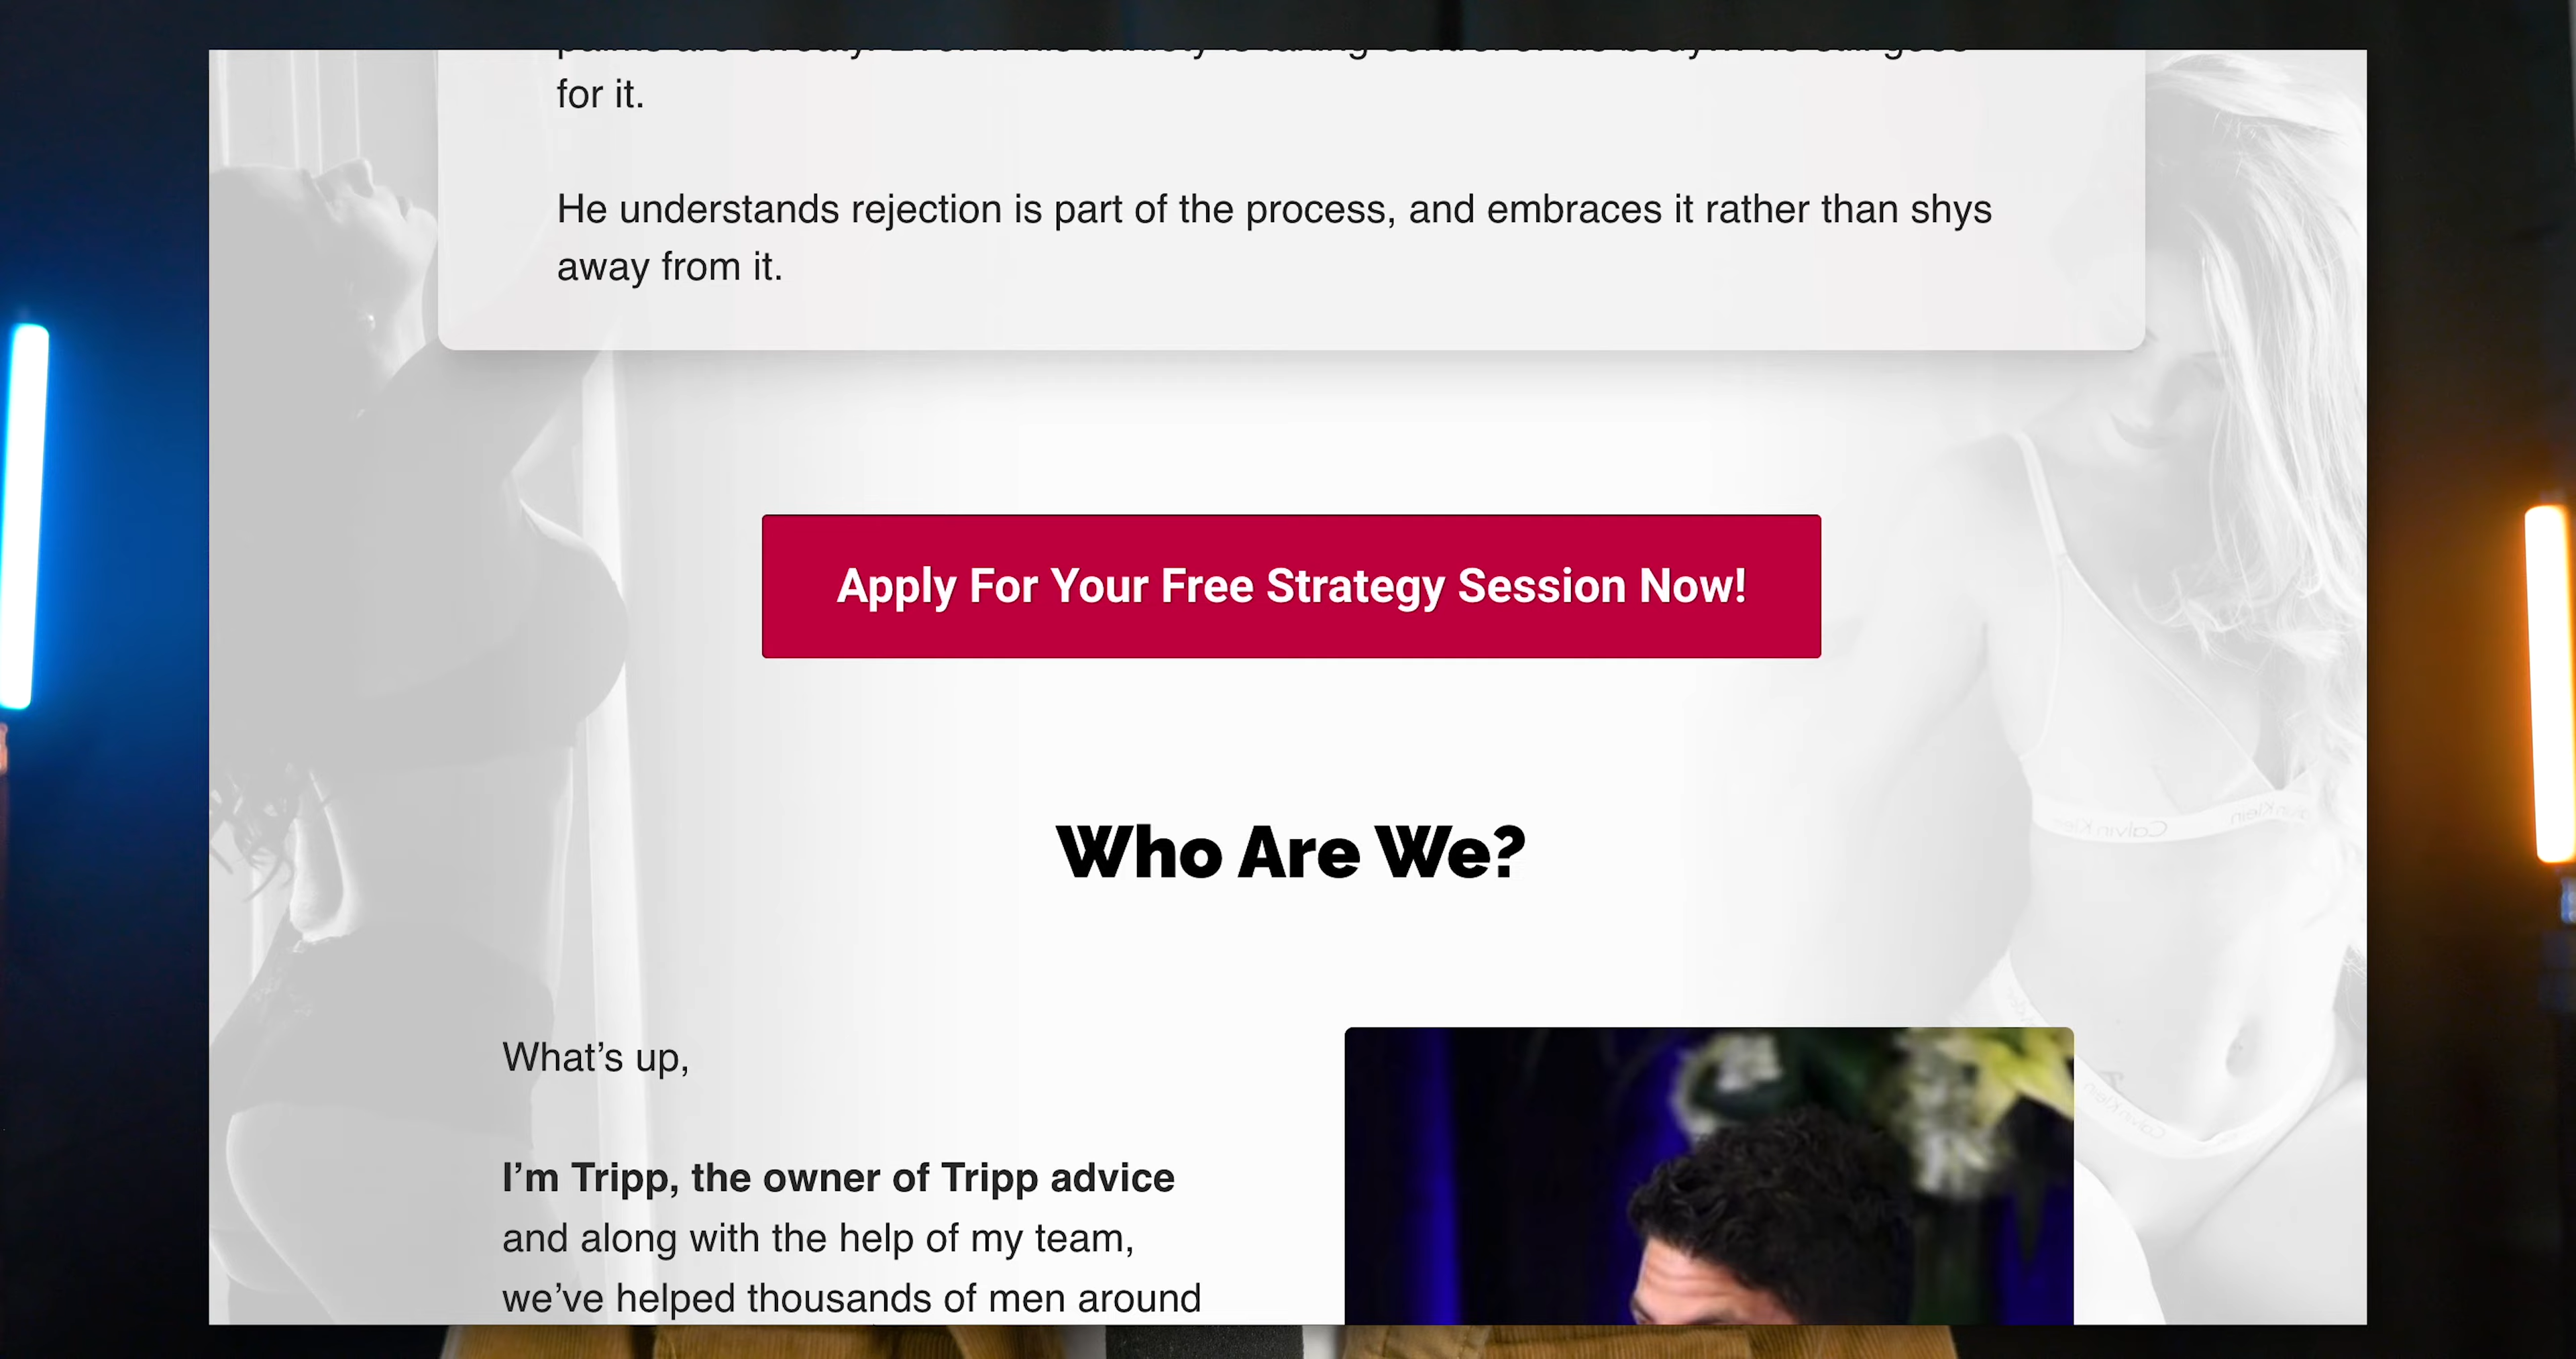 for it.
He understands rejection is part of the process, and embraces it rather than shys
away from it.
Apply For Your Free Strategy Session Now!
Who Are We?
Calvin Klein
What’s up,
I’m Tripp, the owner of Tripp advice
and along with the help of my team,
we’ve helped thousands of men around